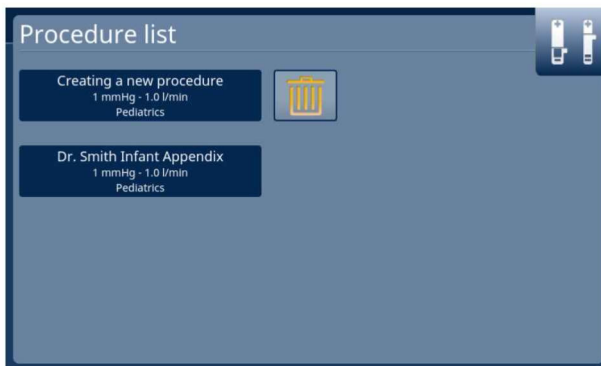 Procedure list
Creating a new procedure
1 mmHg - 1.0 l/min
Pediatrics
Dr. Smith Infant Appendix
1 mmHg - 1.0 l/min
Pediatrics